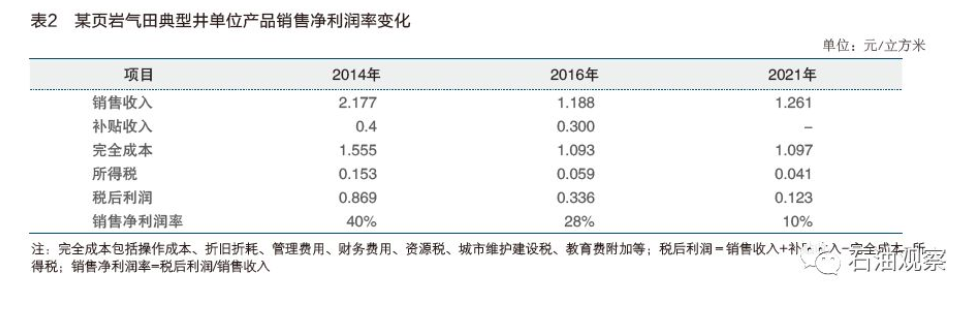 表2 某页岩气田典型井单位产品销售净利润率变化
单位：元/立方米
项目 2014年 2016年 2021年
销售收入 2.177 1.188 1.261
补贴收入 0.4 0.300 –
完全成本 1.555 1.093 1.097
所得税 0.153 0.059 0.041
税后利润 0.869 0.336 0.123
销售净利润率 40% 28% 10%
注：完全成本包括操作成本、折旧折耗、管理费用、财务费用、资源税、城市维护建设税、教育费附加等；税后利润=销售收入+补贴收入-完全成本-所
得税；销售净利润率=税后利润/销售收入
石油观察